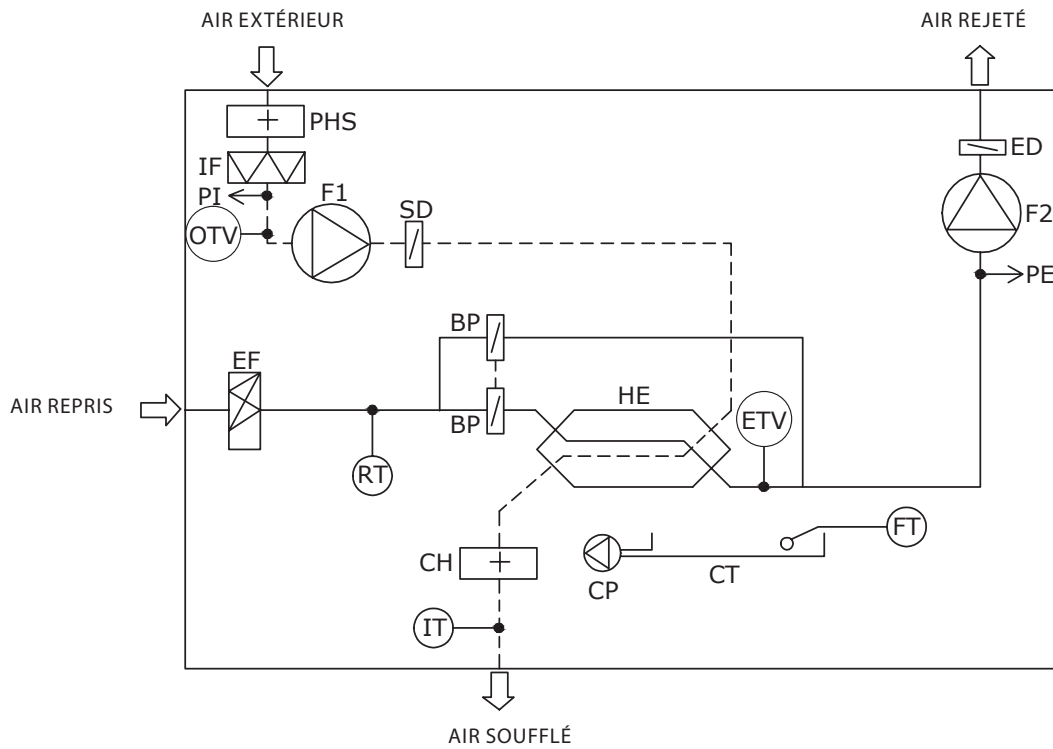 AIR EXTÉRIEUR
AIR REJETÉ
PHS
ED
IF
PI
F1
SD
F2
OTV
PE
BP
EF
HE
AIR REPRIS
BP
ETV
RT
FT
CH
CP
CT
IT
AIR SOUFFLÉ